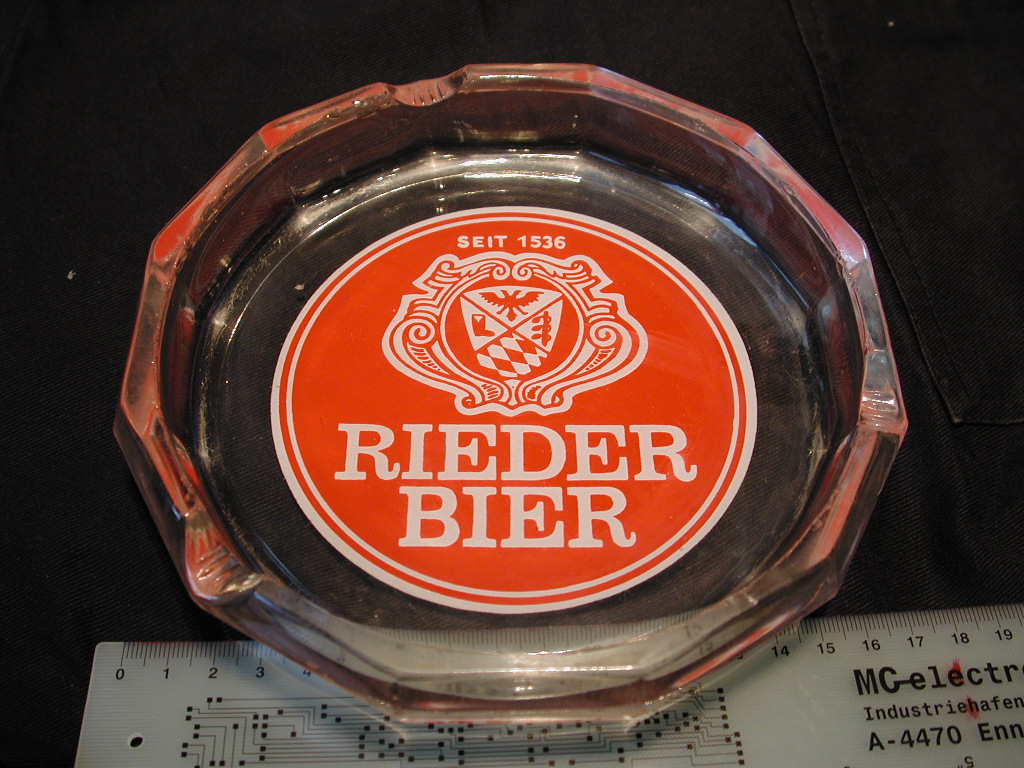 SEIT 1536
RIEDER
BIER
0 1 2 3 4 14 15 16 17 18 19
MC-electro
Industriehafen
A-4470 Enn